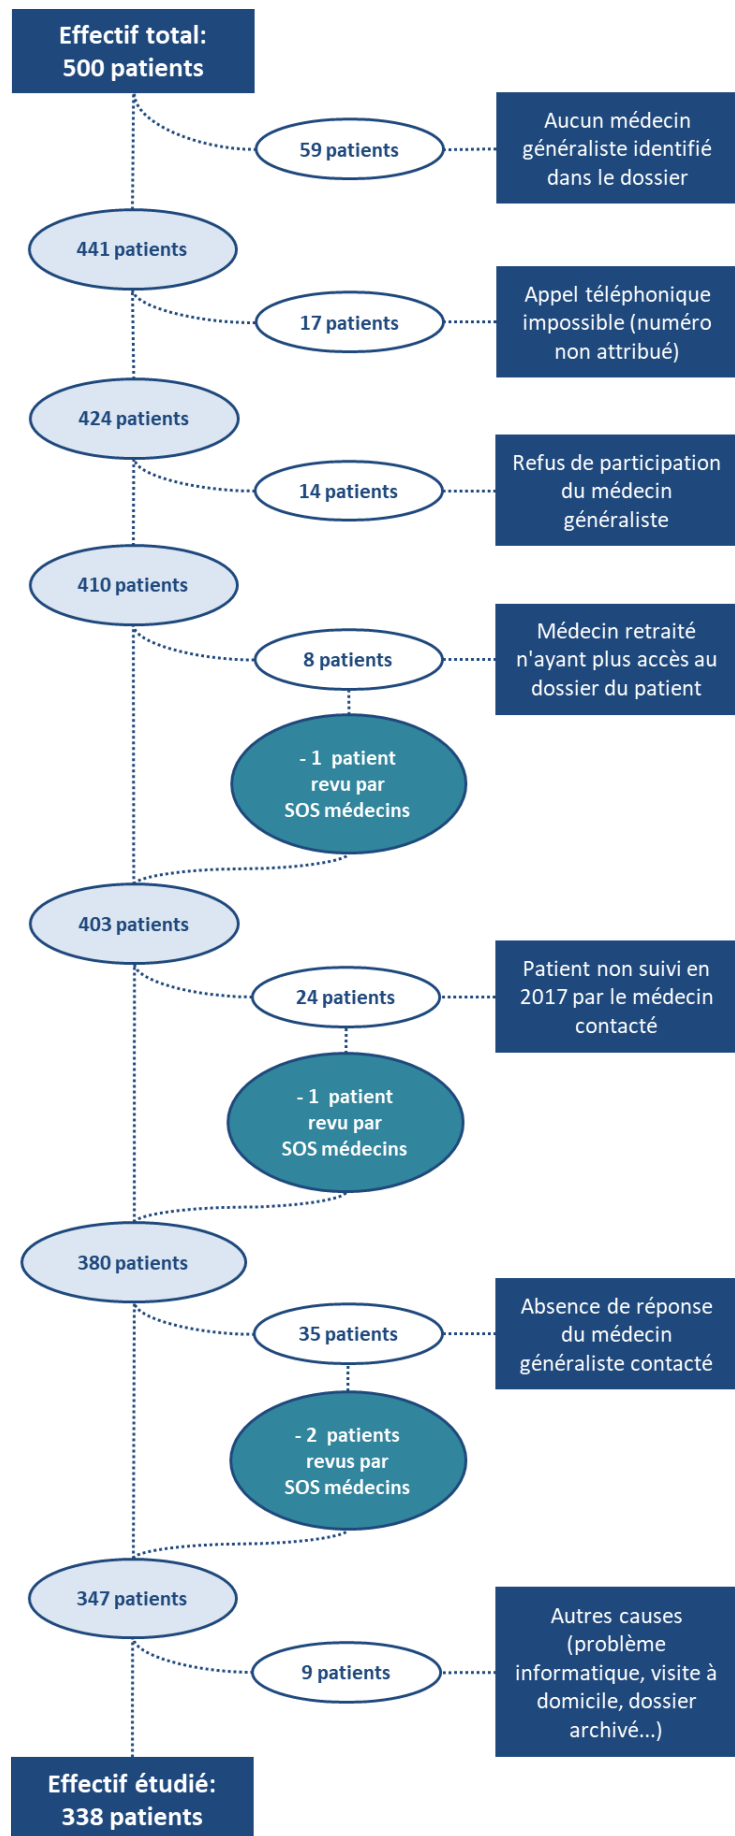 Effectif total:
500 patients
59 patients
Aucun médecin
généraliste identifié
dans le dossier
441 patients
17 patients
Appel téléphonique
impossible (numéro
non attribué)
424 patients
14 patients
Refus de participation
du médecin
généraliste
410 patients
8 patients
Médecin retraité
n'ayant plus accès au
dossier du patient
- 1 patient
revu par
SOS médecins
403 patients
24 patients
Patient non suivi en
2017 par le médecin
contacté
- 1 patient
revu par
SOS médecins
380 patients
35 patients
Absence de réponse
du médecin
généraliste contacté
- 2 patients
revus par
SOS médecins
347 patients
9 patients
Autres causes
(problème
informatique, visite à
domicile, dossier
archivé...)
Effectif étudié:
338 patients